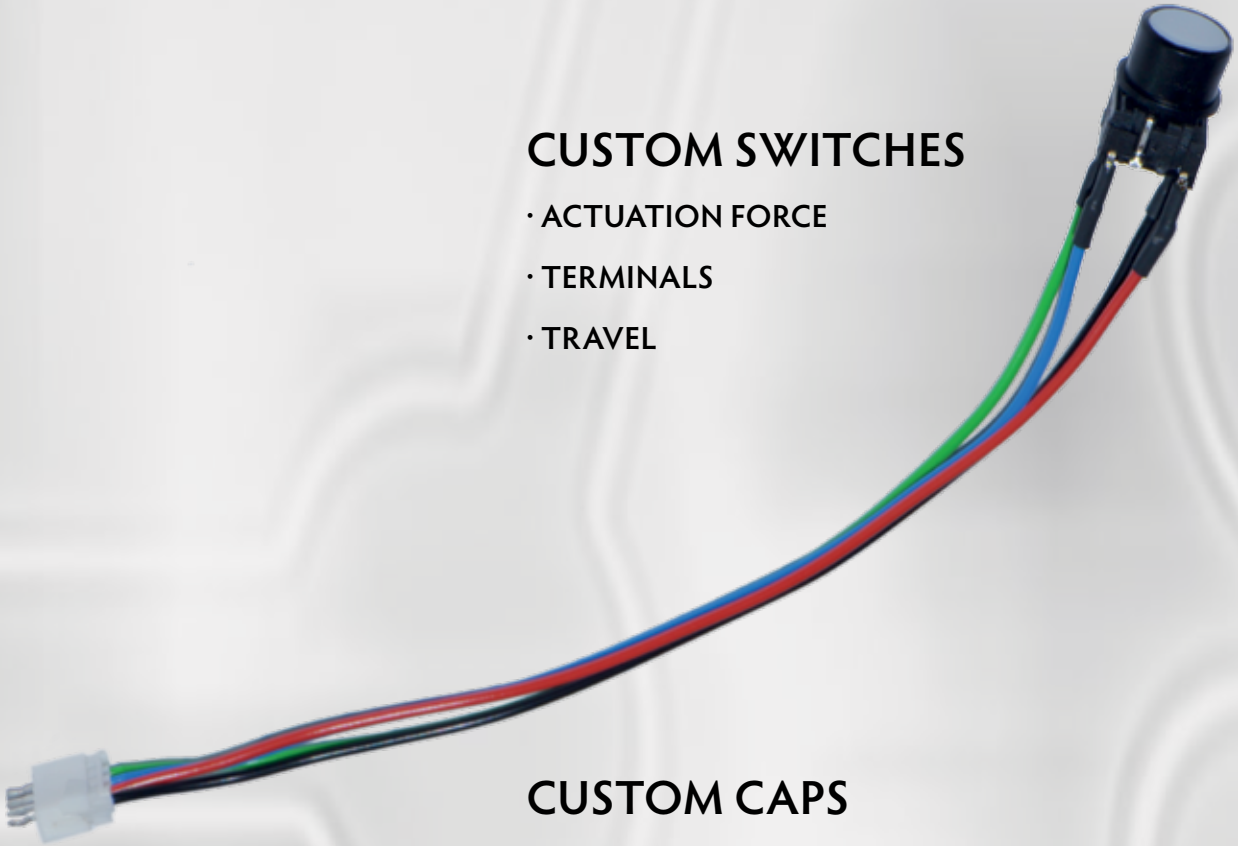 CUSTOM SWITCHES
· ACTUATION FORCE
· TERMINALS
· TRAVEL
CUSTOM CAPS